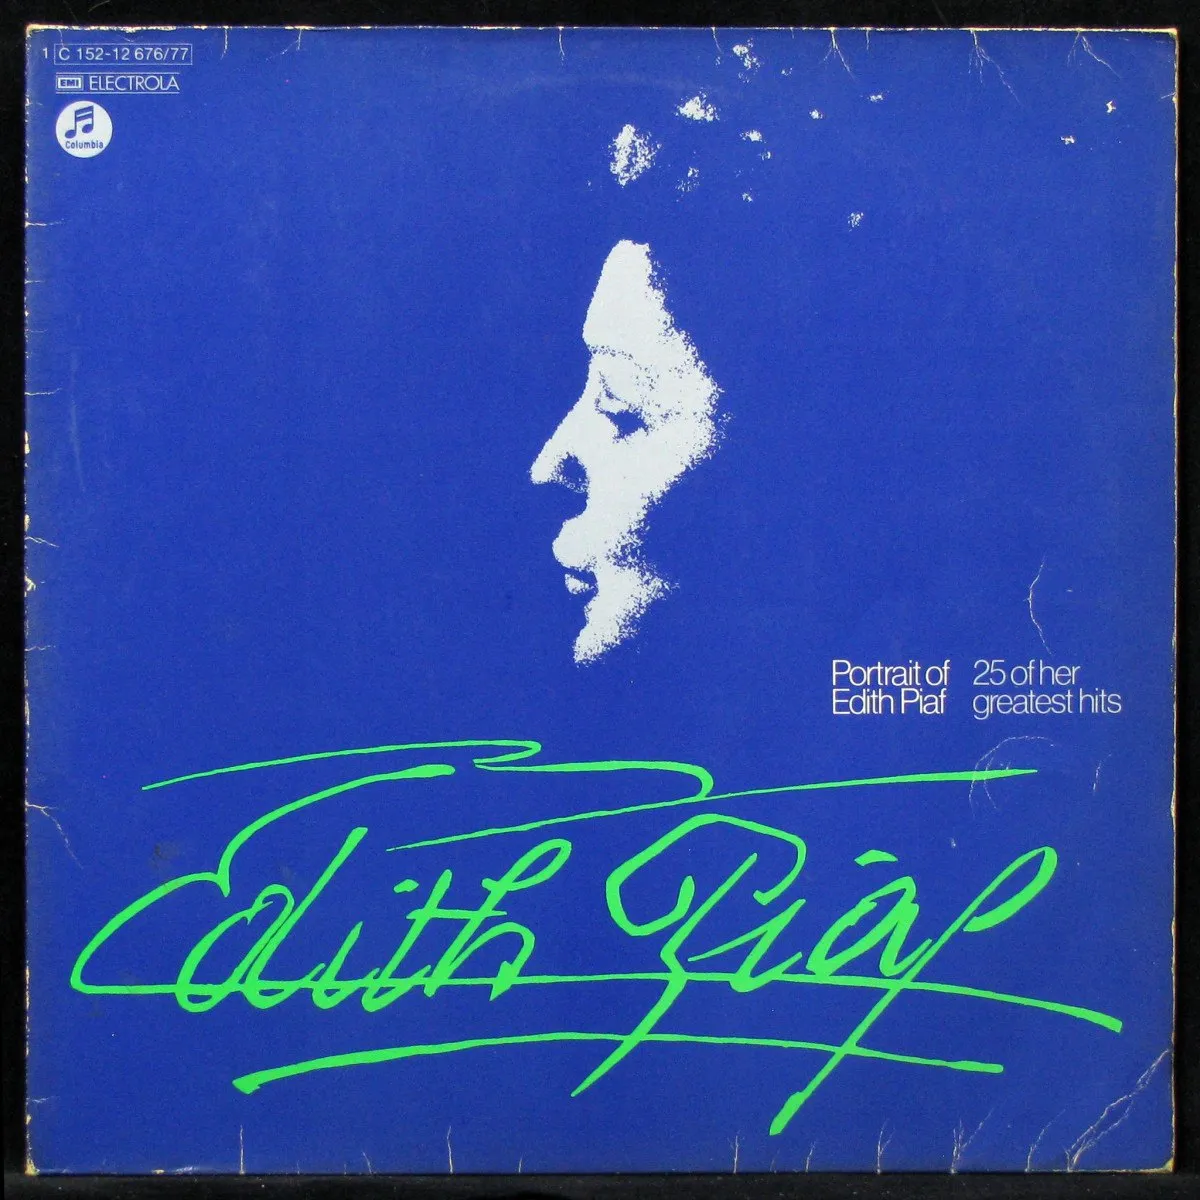 1 C 152-12 676/77
EMI ELECTROLA
Columbia
Portrait of
Edith Piaf
25 of her
greatest hits
Edith Piaf